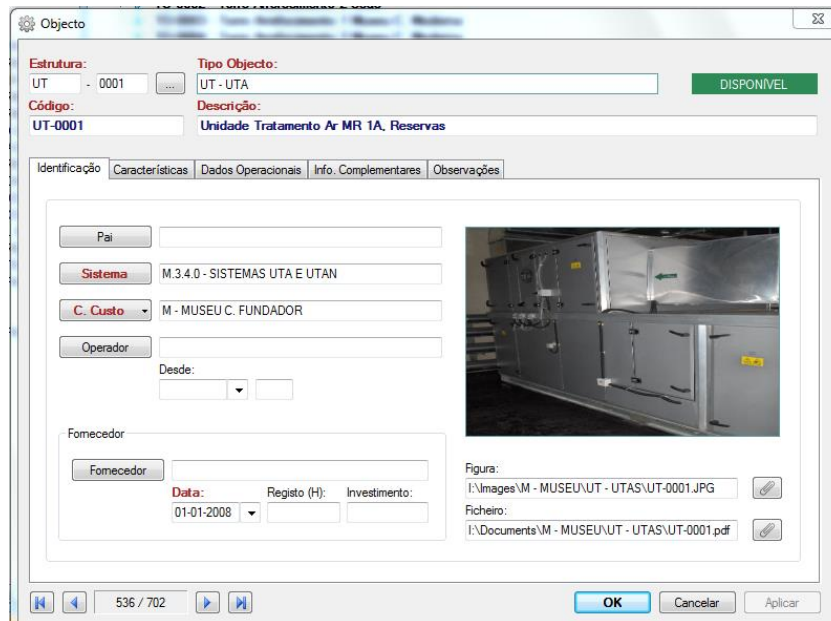 Objecto
Estrutura: Tipo Objecto:
UT - 0001 ... UT - UTA DISPONÍVEL
Código: Descrição:
UT-0001 Unidade Tratamento Ar MR 1A, Reservas
Identificação Características Dados Operacionais Info. Complementares Observações
Pai
Sistema M.3.4.0 - SISTEMAS UTA E UTAN
C. Custo M - MUSEU C. FUNDADOR
Operador
Desde:
Fornecedor
Fornecedor
Data: Registo (H): Investimento:
01-01-2008
Figura:
I:\Images\M - MUSEU\UT - UTAS\UT-0001.JPG
Ficheiro:
I:\Documents\M - MUSEU\UT - UTAS\UT-0001.pdf
536 / 702 OK Cancelar Aplicar